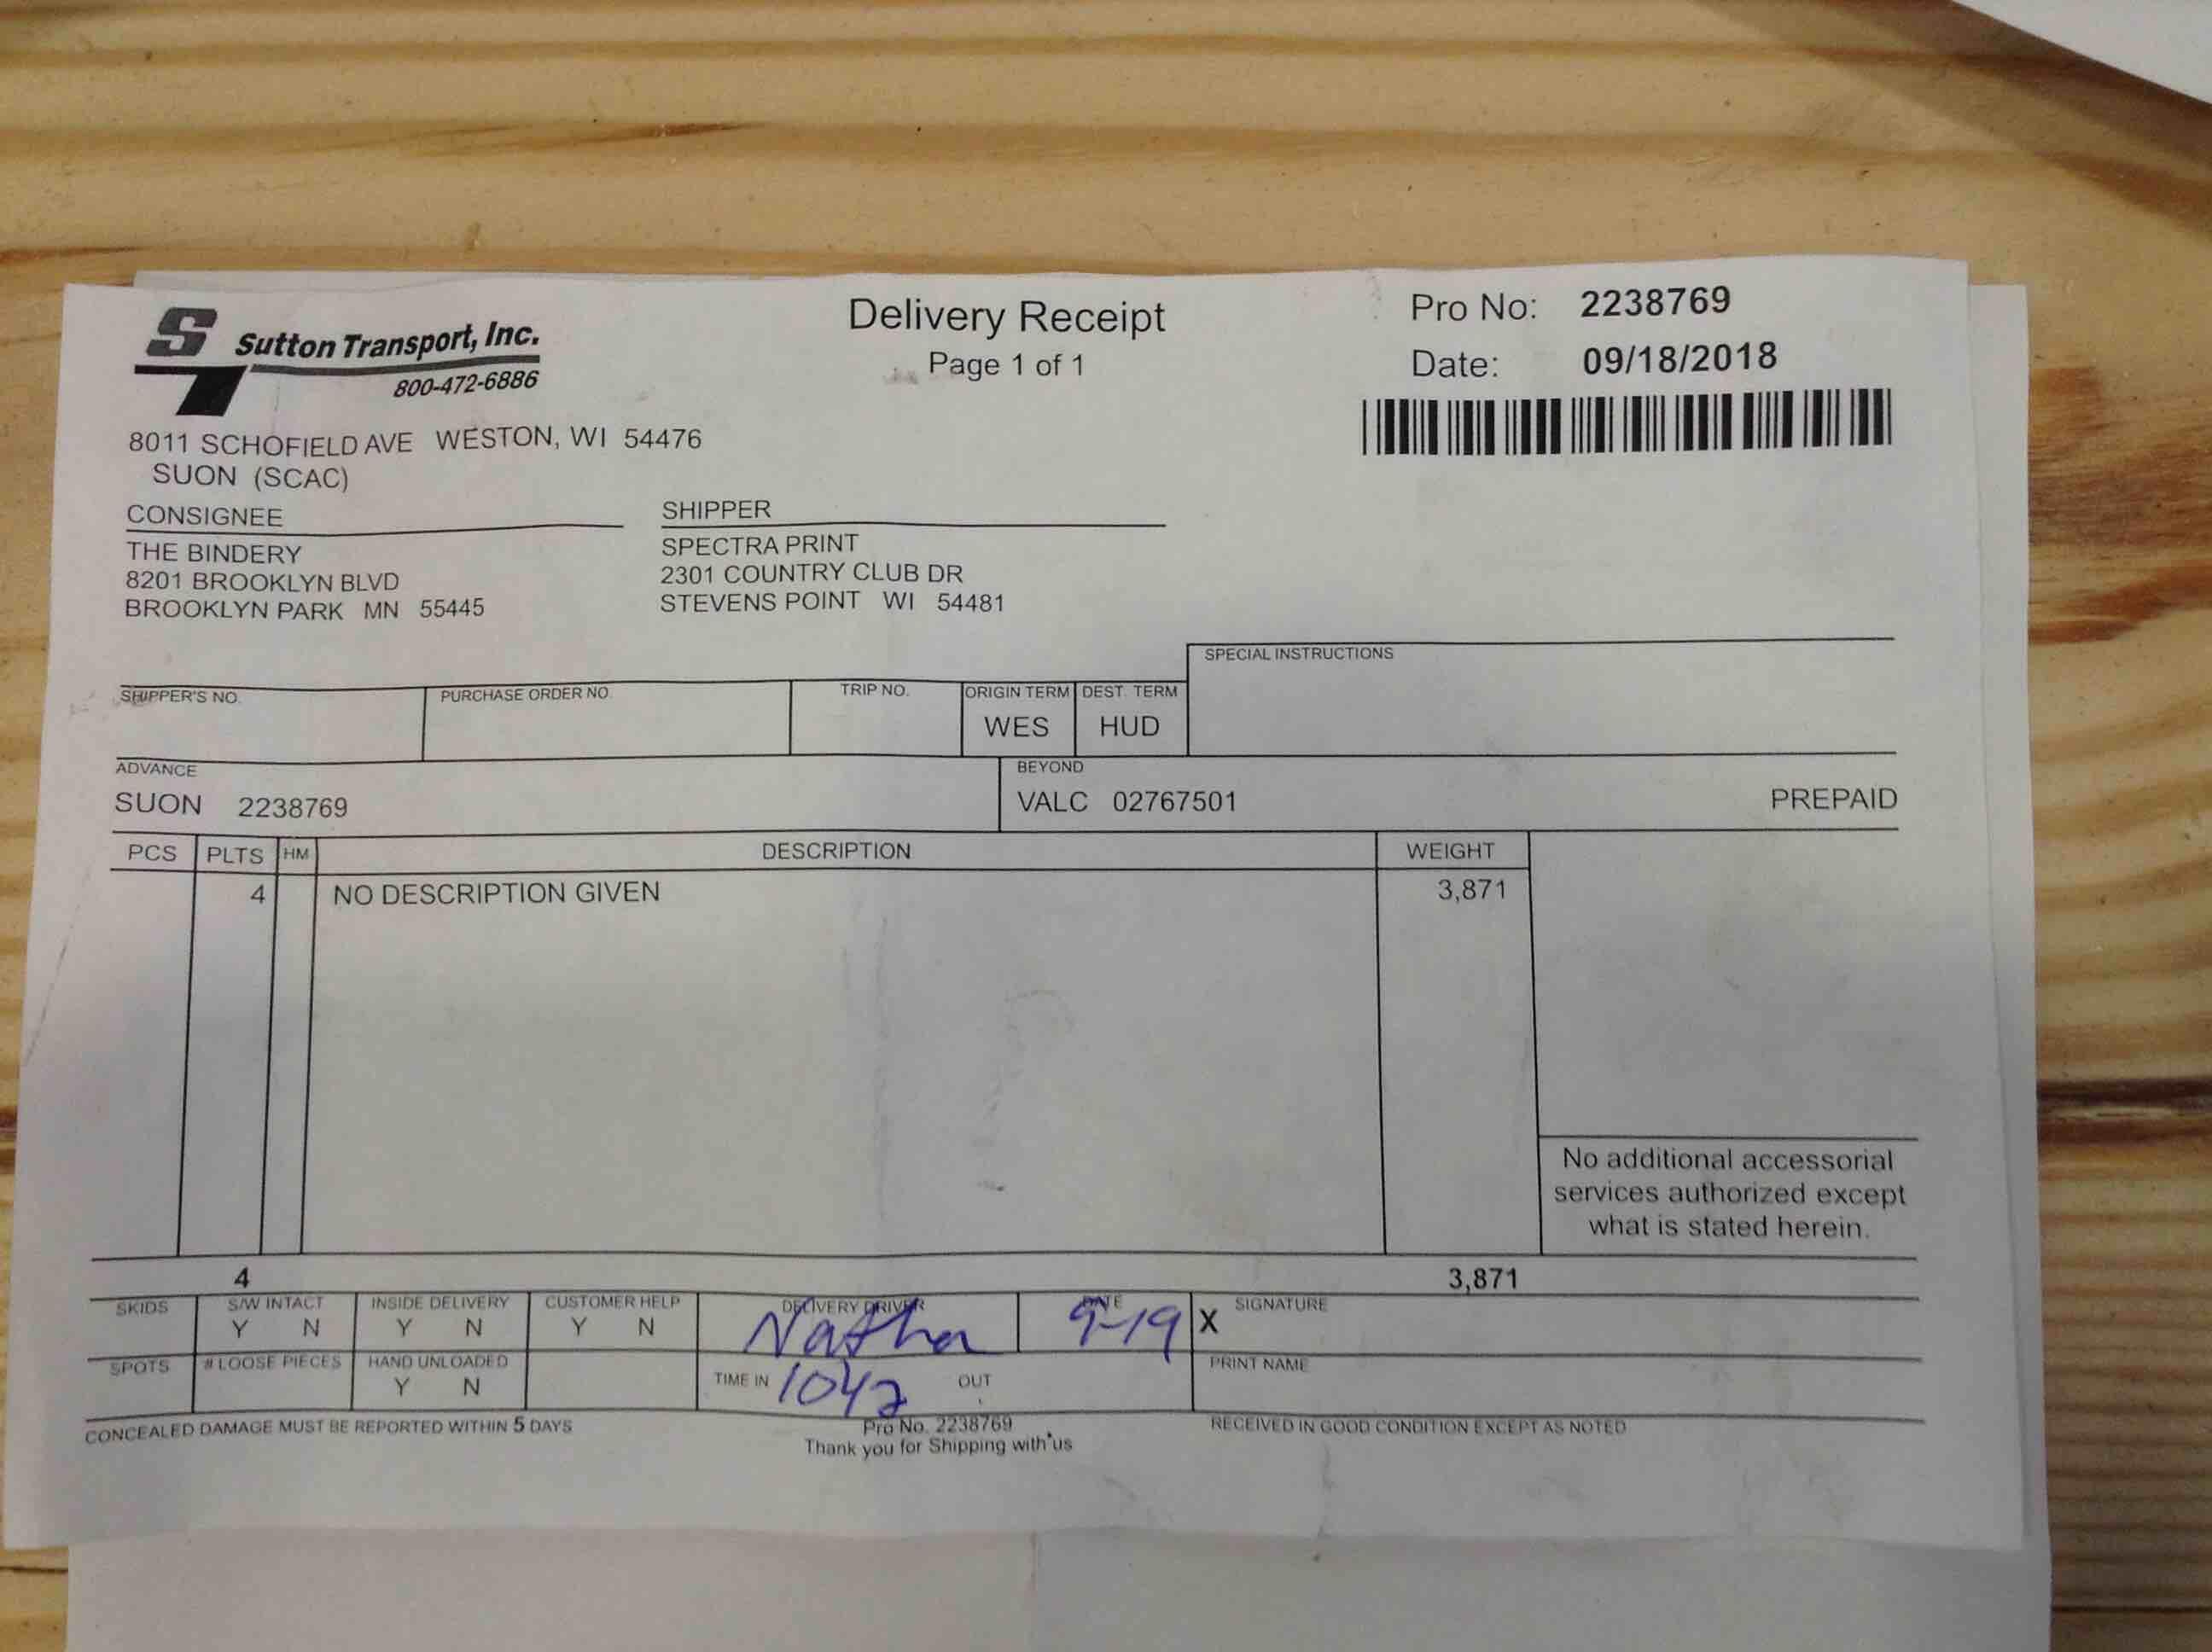 S Sutton Transport, Inc.
800-472-6886
Delivery Receipt
Page 1 of 1
Pro No: 2238769
Date: 09/18/2018
8011 SCHOFIELD AVE WESTON, WI 54476
SUON (SCAC)
CONSIGNEE
THE BINDERY
8201 BROOKLYN BLVD
BROOKLYN PARK MN 55445
SHIPPER
SPECTRA PRINT
2301 COUNTRY CLUB DR
STEVENS POINT WI 54481
SPECIAL INSTRUCTIONS
SHIPPER'S NO. PURCHASE ORDER NO. TRIP NO. ORIGIN TERM DEST. TERM
WES HUD
ADVANCE BEYOND
SUON 2238769 VALC 02767501 PREPAID
PCS PLTS HM DESCRIPTION WEIGHT
4 NO DESCRIPTION GIVEN 3,871
No additional accessorial
services authorized except
what is stated herein.
4 3,871
SKIDS S/W INTACT INSIDE DELIVERY CUSTOMER HELP DELIVERY DRIVER DATE SIGNATURE
Y N Y N Y N Nathan 9-19 X
SPOTS # LOOSE PIECES HAND UNLOADED PRINT NAME
Y N TIME IN 1042 OUT
CONCEALED DAMAGE MUST BE REPORTED WITHIN 5 DAYS Pro No. 2238769 RECEIVED IN GOOD CONDITION EXCEPT AS NOTED
Thank you for Shipping with us